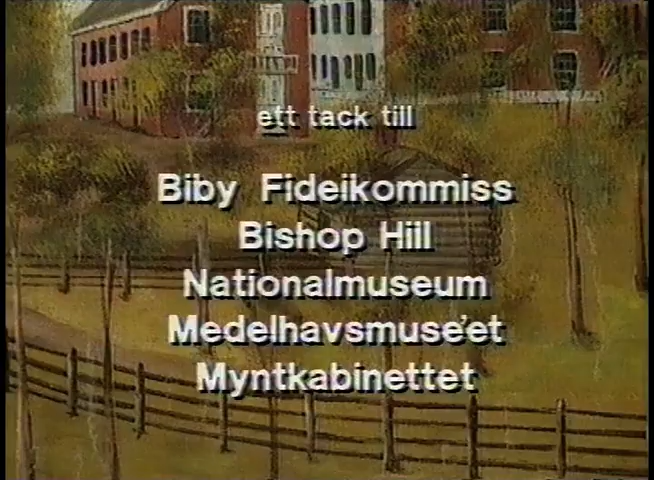 ett tack till
Biby Fideikommiss
Bishop Hill
Nationalmuseum
Medelhavsmuse'et
Myntkabinettet